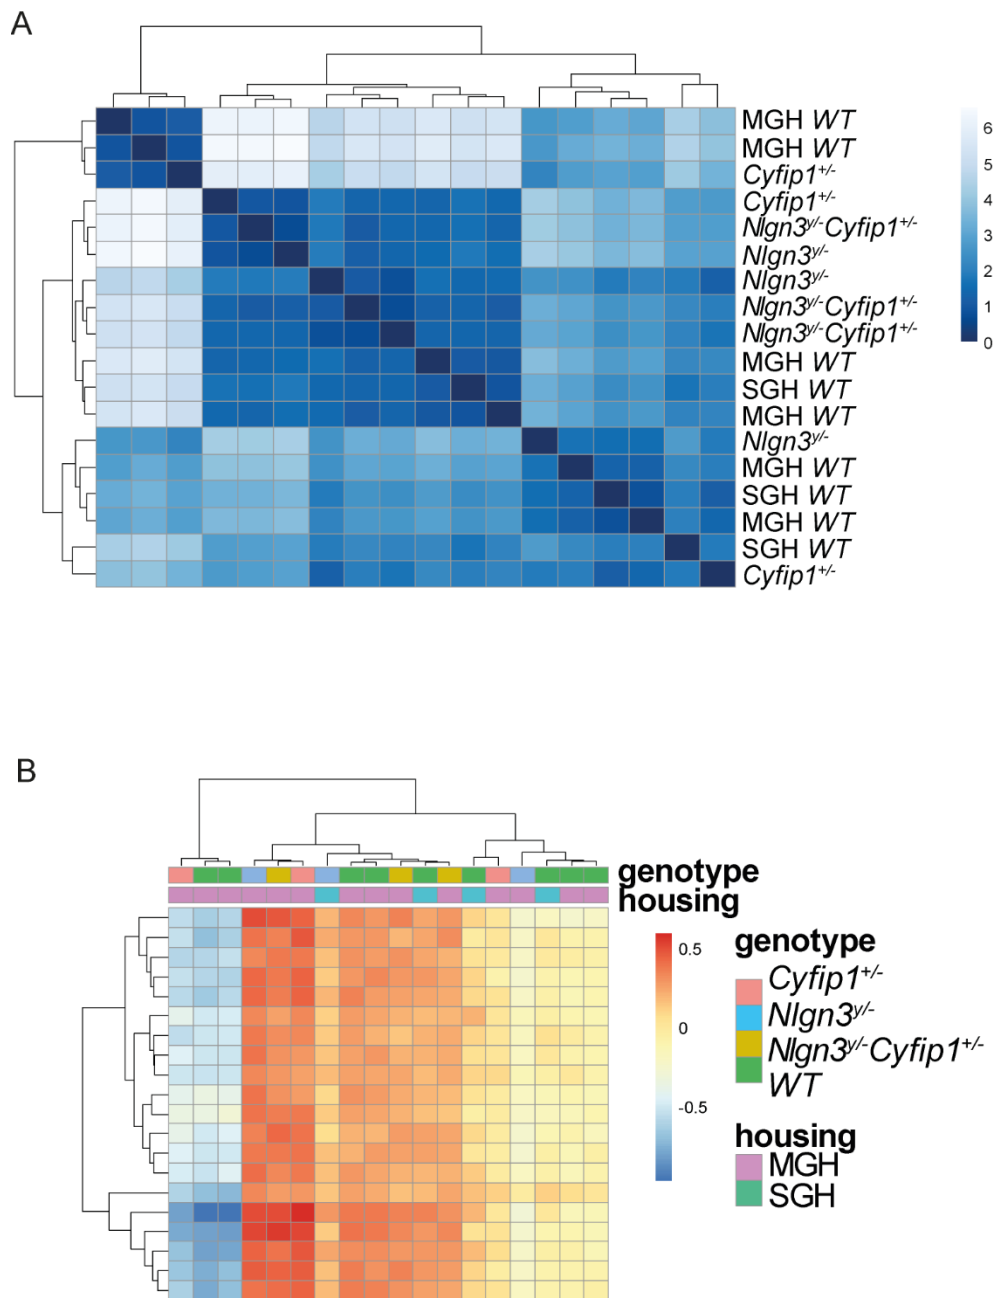 A
MGH WT
MGH WT
Cyfip1+/-
Cyfip1+/-
Nlgn3y/-Cyfip1+/-
Nlgn3y/-
Nlgn3y/-
Nlgn3y/-Cyfip1+/-
Nlgn3y/-Cyfip1+/-
MGH WT
SGH WT
MGH WT
Nlgn3y/-
MGH WT
SGH WT
MGH WT
SGH WT
Cyfip1+/-
6
5
4
3
2
1
0
B
genotype
housing
0.5
0
-0.5
genotype
Cyfip1+/-
Nlgn3y/-
Nlgn3y/-Cyfip1+/-
WT
housing
MGH
SGH